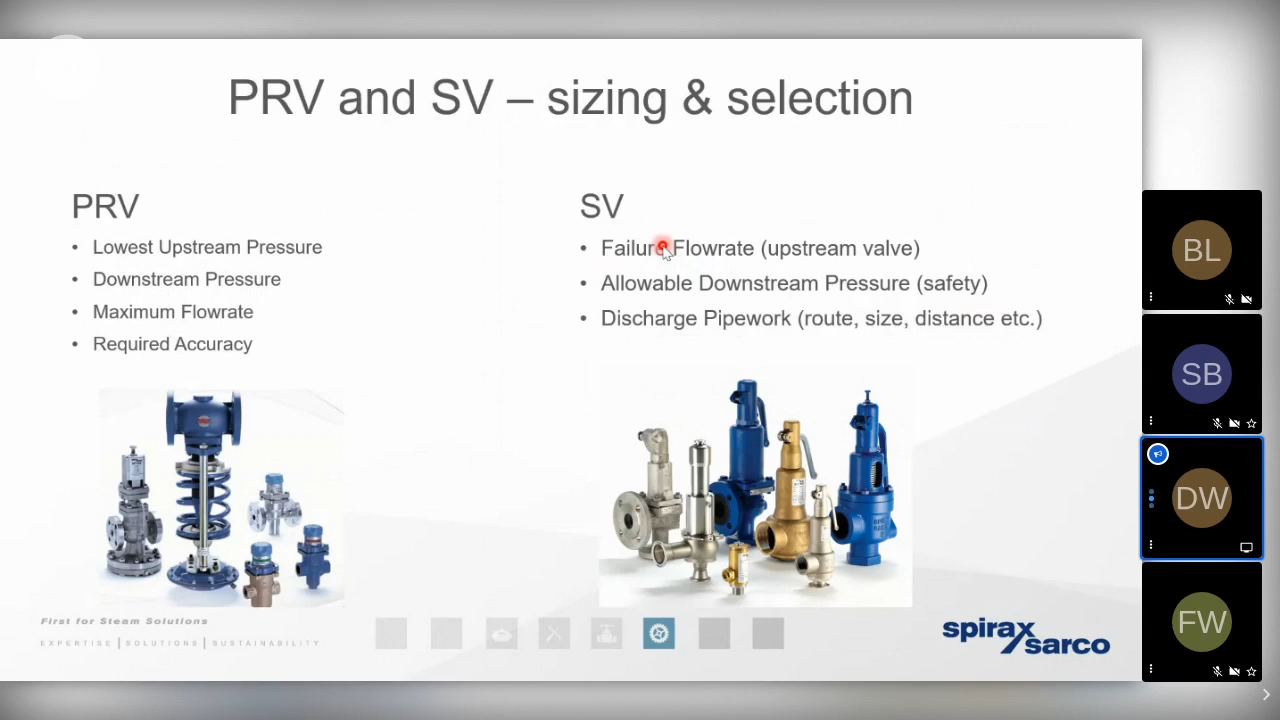 PRV and SV – sizing & selection
PRV
• Lowest Upstream Pressure
• Downstream Pressure
• Maximum Flowrate
• Required Accuracy
SV
• Failure Flowrate (upstream valve)
• Allowable Downstream Pressure (safety)
• Discharge Pipework (route, size, distance etc.)
First for Steam Solutions
EXPERTISE | SOLUTIONS | SUSTAINABILITY
spirax
sarco
BL
SB
DW
FW